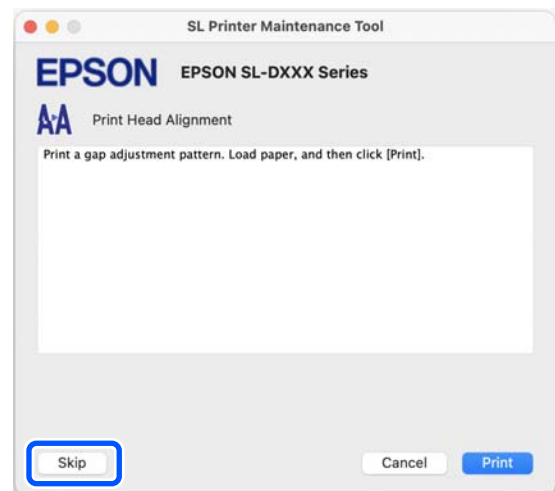 SL Printer Maintenance Tool
EPSON EPSON SL-DXXX Series
Print Head Alignment
Print a gap adjustment pattern. Load paper, and then click [Print].
Skip Cancel Print